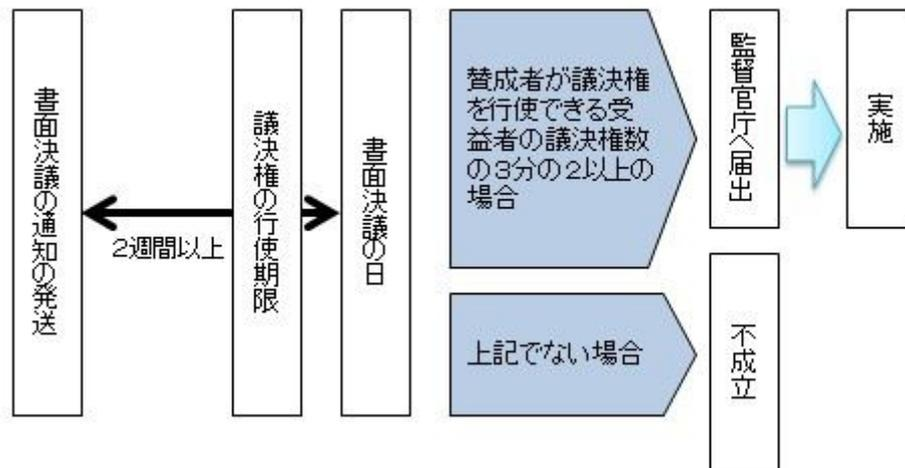 書面決議の通知の発送
2週間以上
議決権の行使期限
書面決議の日
賛成者が議決権
を行使できる受
益者の議決権数
の3分の2以上の
場合
監督官庁へ届出
実施
上記でない場合
不成立